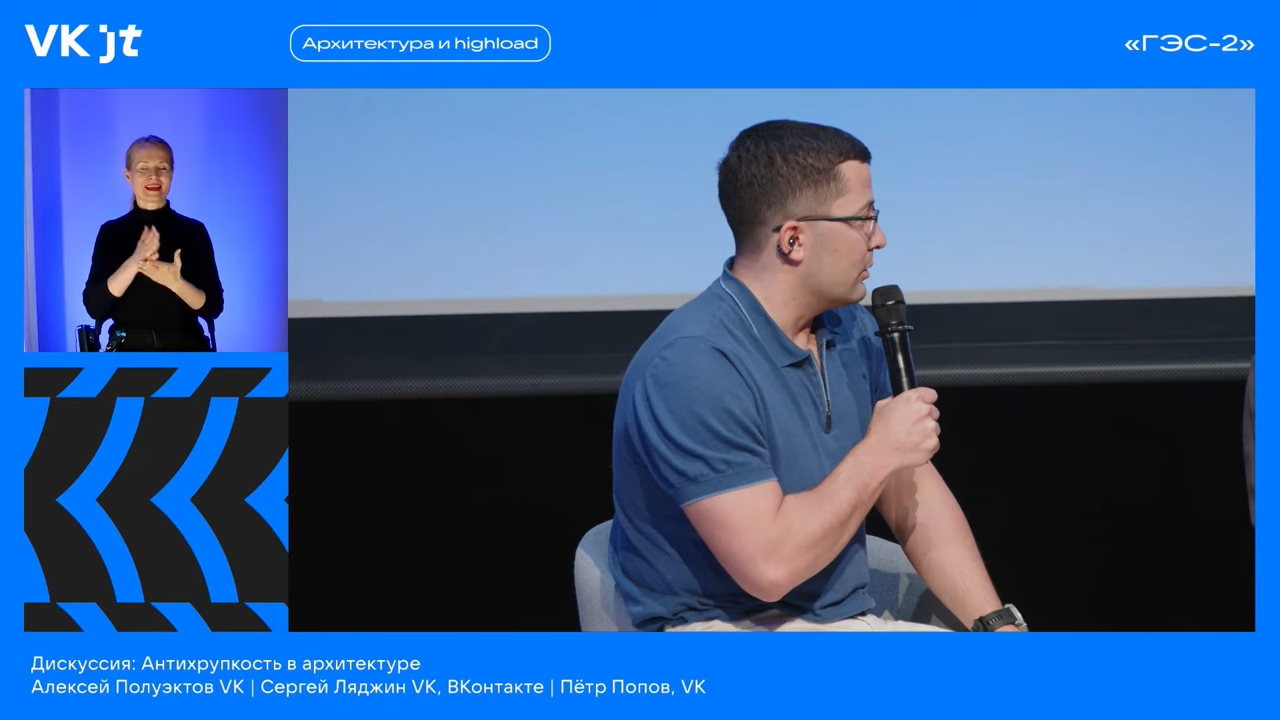 VK jt
Архитектура и highload
«ГЭС-2»
Дискуссия: Антихрупкость в архитектуре
Алексей Полуэктов VK | Сергей Ляджин VK, ВКонтакте | Пётр Попов, VK